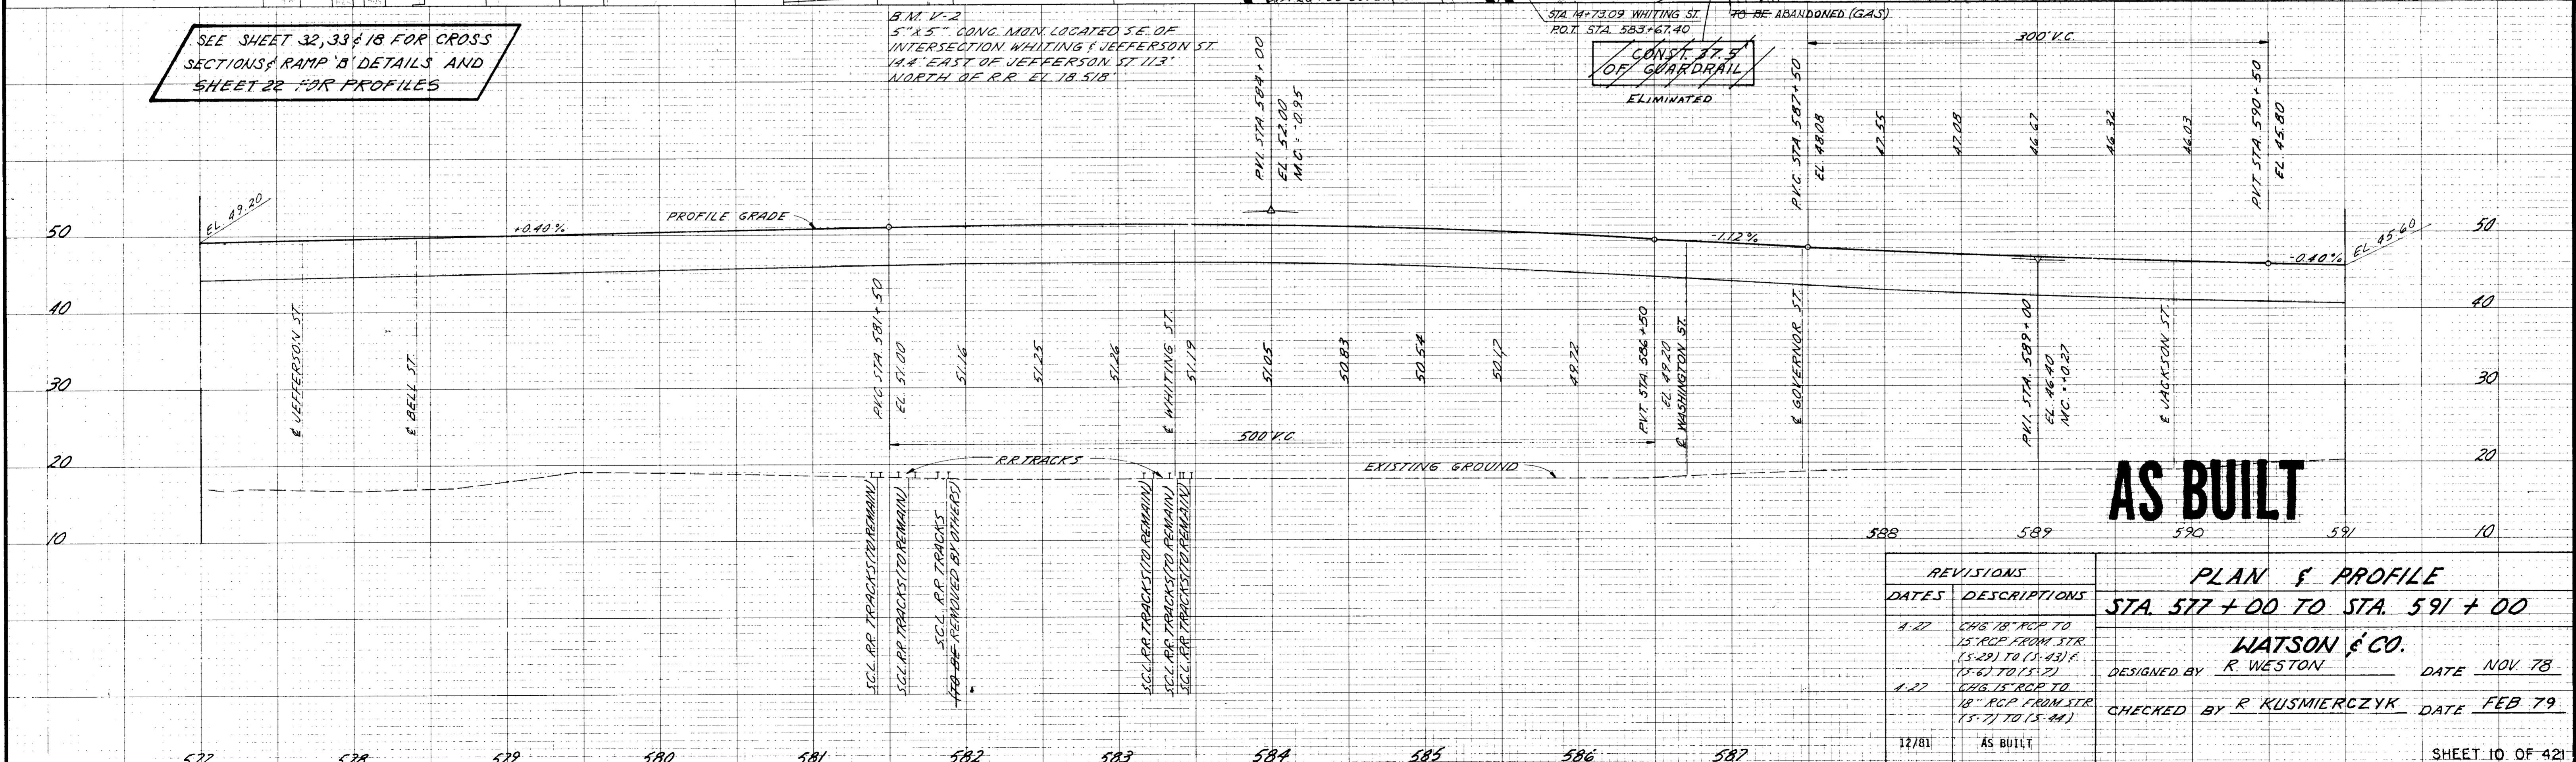 SEE SHEET 32,33 & 18 FOR CROSS
SECTIONS & RAMP 'B' DETAILS AND
SHEET 22 FOR PROFILES
B.M. V-2
5"X5" CONC. MON. LOCATED S.E. OF
INTERSECTION WHITING & JEFFERSON ST.
14.4' EAST OF JEFFERSON ST. 113'
NORTH OF R.R. EL. 18.518'
STA. 14+73.09 WHITING ST.
P.O.T. STA. 583+67.40
TO BE ABANDONED (GAS)
CONST. 37.5'
OF GUARDRAIL
ELIMINATED
P.V.I. STA. 584+00
EL. 52.00
M.C. = -0.95
300' V.C.
P.V.C. STA. 587+50
EL. 48.08
47.55
47.08
46.67
46.32
46.03
P.V.T. STA. 590+50
EL. 45.80
EL. 49.20
+0.40%
PROFILE GRADE
-1.12%
-0.40%
EL. 45.60
50
50
40
40
30
30
20
20
10
10
℄ JEFFERSON ST.
℄ BELL ST.
P.V.C. STA. 581+50
EL. 51.00
51.16
51.25
51.26
℄ WHITING ST.
51.19
51.05
50.83
50.54
50.17
49.72
P.V.T. STA. 586+50
EL. 49.20
℄ WASHINGTON ST.
℄ GOVERNOR ST.
P.V.I. STA. 589+00
EL. 46.40
M.C. = +0.27
℄ JACKSON ST.
500' V.C.
R.R. TRACKS
EXISTING GROUND
S.C.L. R.R. TRACKS (TO REMAIN)
S.C.L. R.R. TRACKS (TO REMAIN)
S.C.L. R.R. TRACKS
(TO BE REMOVED BY OTHERS)
S.C.L. R.R. TRACKS (TO REMAIN)
S.C.L. R.R. TRACKS (TO REMAIN)
S.C.L. R.R. TRACKS (TO REMAIN)
AS BUILT
588 589 590 591
577 578 579 580 581 582 583 584 585 586 587
REVISIONS
DATES DESCRIPTIONS
4-27 CHG 18" RCP TO
15" RCP FROM STR.
(S-29) TO (S-43) &
(S-6) TO (S-7)
4-27 CHG. 15" RCP TO
18" RCP FROM STR
(S-7) TO (S-44)
12/81 AS BUILT
PLAN & PROFILE
STA. 577 + 00 TO STA. 591 + 00
WATSON & CO.
DESIGNED BY R. WESTON DATE NOV. 78
CHECKED BY R KUSMIERCZYK DATE FEB 79
SHEET 10 OF 421